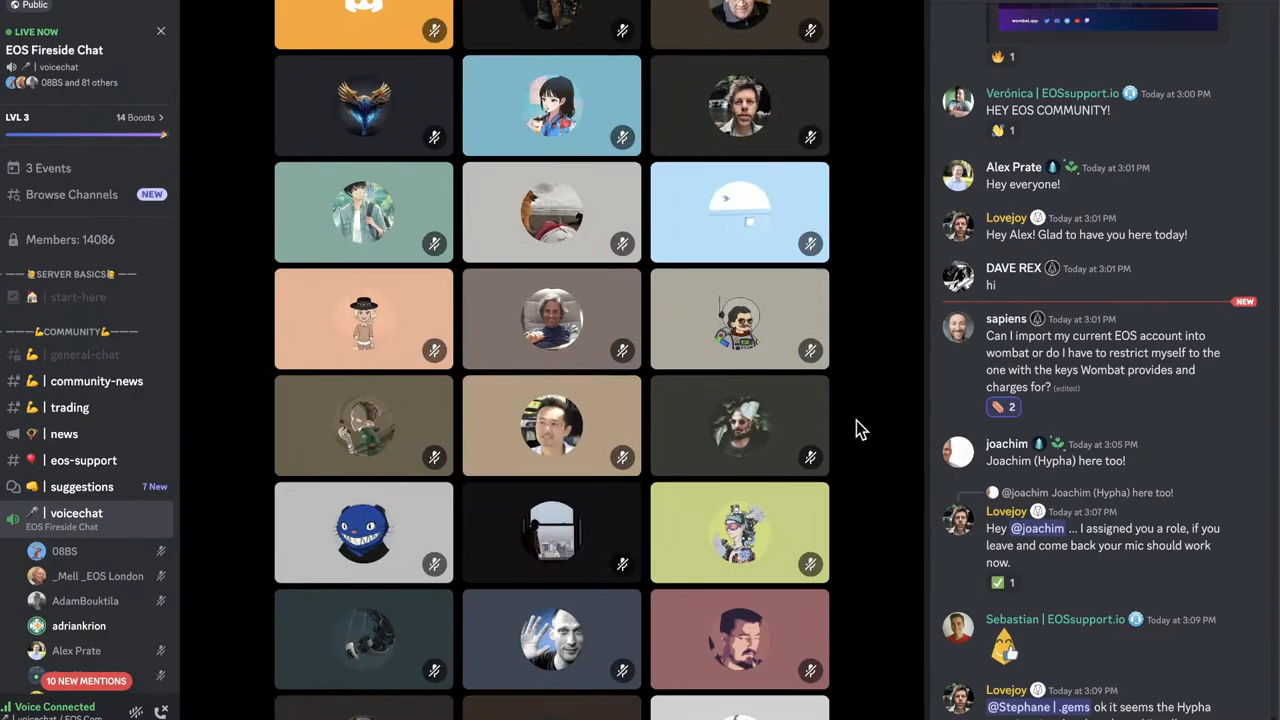 Public
LIVE NOW
EOS Fireside Chat
voicechat
08BS and 81 others
LVL 3
14 Boosts >
3 Events
Browse Channels
NEW
Members: 14086
—— 🙋SERVER BASICS🙋 ——
start-here
———💪COMMUNITY💪———
| general-chat
| community-news
| trading
| news
| eos-support
| suggestions
7 New
| voicechat
EOS Fireside Chat
08BS
_Mell _EOS London
AdamBouktila
adriankrion
Alex Prate
10 NEW MENTIONS
Voice Connected
voicechat / EOS Com
wombat.app
🔥 1
Verónica | EOSsupport.io Today at 3:00 PM
HEY EOS COMMUNITY!
👋 1
Alex Prate Today at 3:01 PM
Hey everyone!
Lovejoy Today at 3:01 PM
Hey Alex! Glad to have you here today!
DAVE REX Today at 3:01 PM
hi
NEW
sapiens Today at 3:01 PM
Can I import my current EOS account into
wombat or do I have to restrict myself to the
one with the keys Wombat provides and
charges for? (edited)
2
joachim Today at 3:05 PM
Joachim (Hypha) here too!
@joachim Joachim (Hypha) here too!
Lovejoy Today at 3:07 PM
Hey @joachim ... I assigned you a role, if you
leave and come back your mic should work
now.
✅ 1
Sebastian | EOSsupport.io Today at 3:09 PM
Lovejoy Today at 3:09 PM
@Stephane | .gems ok it seems the Hypha